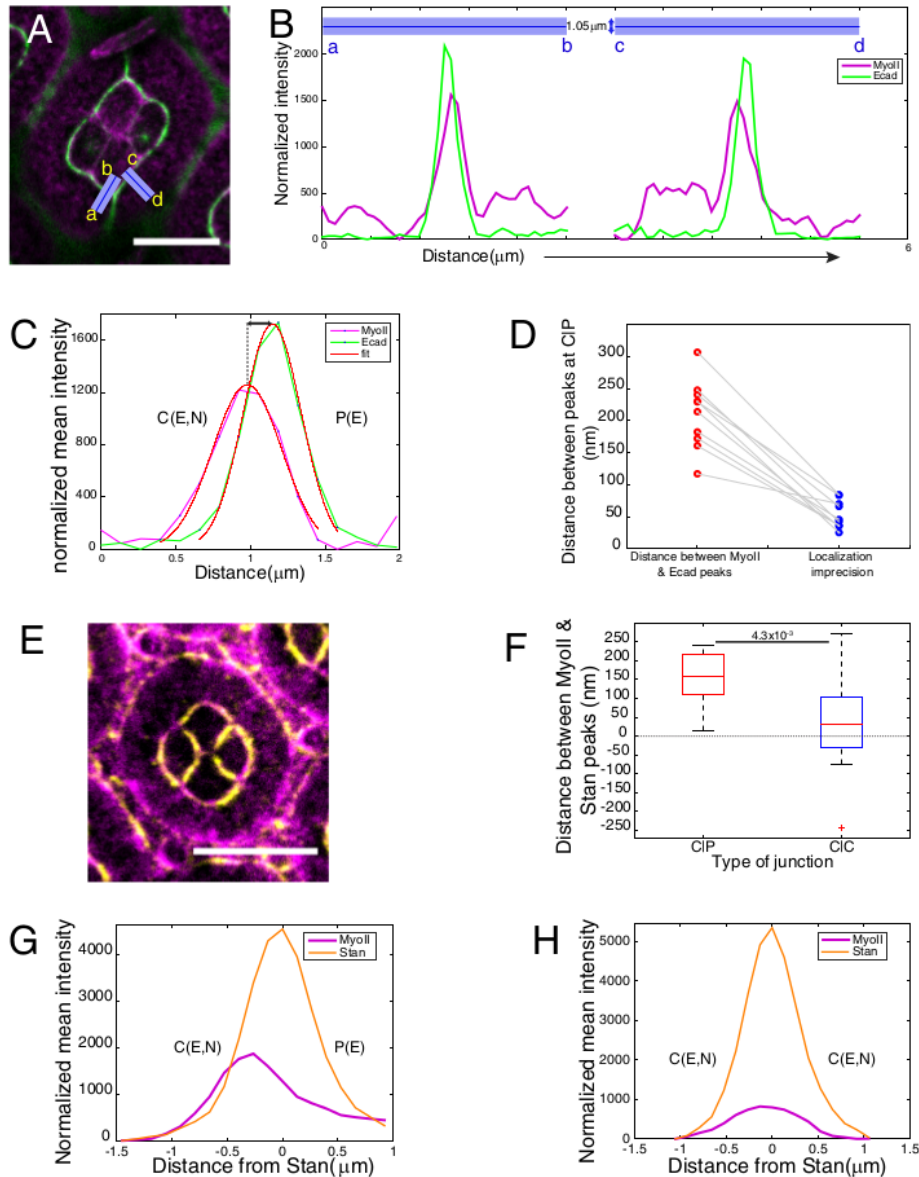 A
b
c
a
d
B
Normalized intensity
2000
1500
1000
500
0
1.05μm
a
b
c
d
MyoII
Ecad
0
6
Distance(μm)
C
normalized mean intensity
1600
1200
800
400
0
MyoII
Ecad
fit
C(E,N)
P(E)
0
0.5
1
1.5
2
Distance(μm)
D
Distance between peaks at C|P
(nm)
300
250
200
150
100
50
0
Distance between MyoII
& Ecad peaks
Localization
imprecision
E
F
Distance between MyoII &
Stan peaks (nm)
250
200
150
100
50
0
-50
-100
-150
-200
-250
4.3x10⁻³
C|P
C|C
Type of junction
G
Normalized mean intensity
4000
3000
2000
1000
0
MyoII
Stan
C(E,N)
P(E)
-1.5
-1
-0.5
0
0.5
1
Distance from Stan(μm)
H
Normalized mean intensity
5000
4000
3000
2000
1000
0
MyoII
Stan
C(E,N)
C(E,N)
-1.5
-1
-0.5
0
0.5
1
1.5
Distance from Stan(μm)